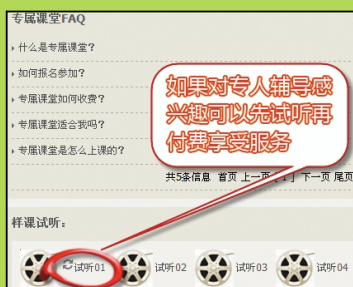 专属课堂FAQ
什么是专属课堂?
如何报名参加?
专属课堂如何收费?
专属课堂适合我吗?
专属课堂是怎么上课的?
如果对专人辅导感
兴趣可以先试听再
付费享受服务
共5条信息 首页 上一页 [ 1 ] 下一页 尾页
样课试听:
试听01 试听02 试听03 试听04